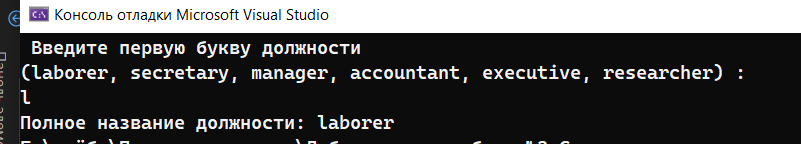 Консоль отладки Microsoft Visual Studio
Введите первую букву должности
(laborer, secretary, manager, accountant, executive, researcher) :
l
Полное название должности: laborer